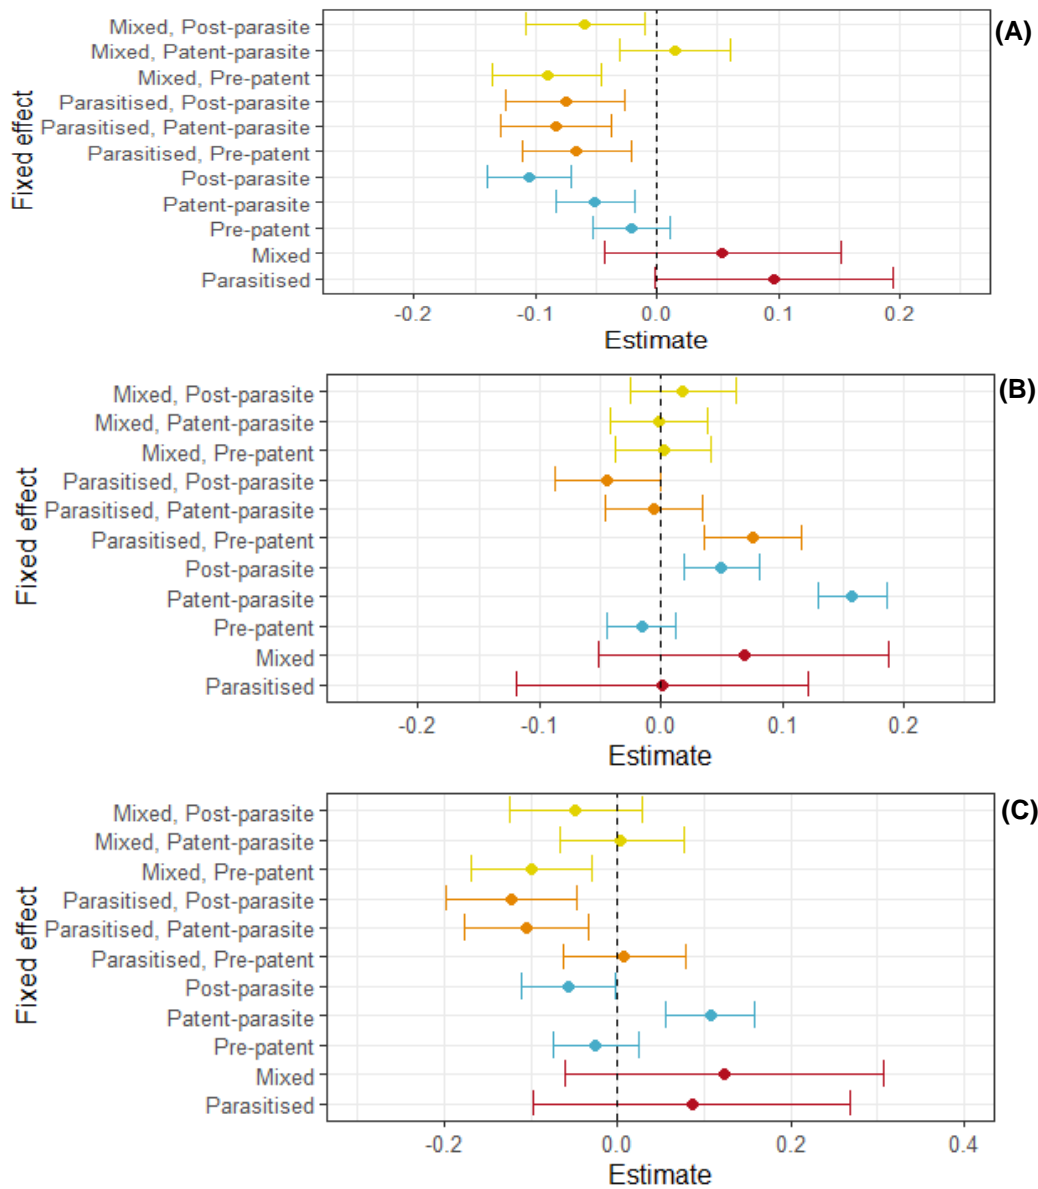 (A)
Fixed effect
Mixed, Post-parasite
Mixed, Patent-parasite
Mixed, Pre-patent
Parasitised, Post-parasite
Parasitised, Patent-parasite
Parasitised, Pre-patent
Post-parasite
Patent-parasite
Pre-patent
Mixed
Parasitised
-0.2 -0.1 0.0 0.1 0.2
Estimate
(B)
Fixed effect
Mixed, Post-parasite
Mixed, Patent-parasite
Mixed, Pre-patent
Parasitised, Post-parasite
Parasitised, Patent-parasite
Parasitised, Pre-patent
Post-parasite
Patent-parasite
Pre-patent
Mixed
Parasitised
-0.2 -0.1 0.0 0.1 0.2
Estimate
(C)
Fixed effect
Mixed, Post-parasite
Mixed, Patent-parasite
Mixed, Pre-patent
Parasitised, Post-parasite
Parasitised, Patent-parasite
Parasitised, Pre-patent
Post-parasite
Patent-parasite
Pre-patent
Mixed
Parasitised
-0.2 0.0 0.2 0.4
Estimate